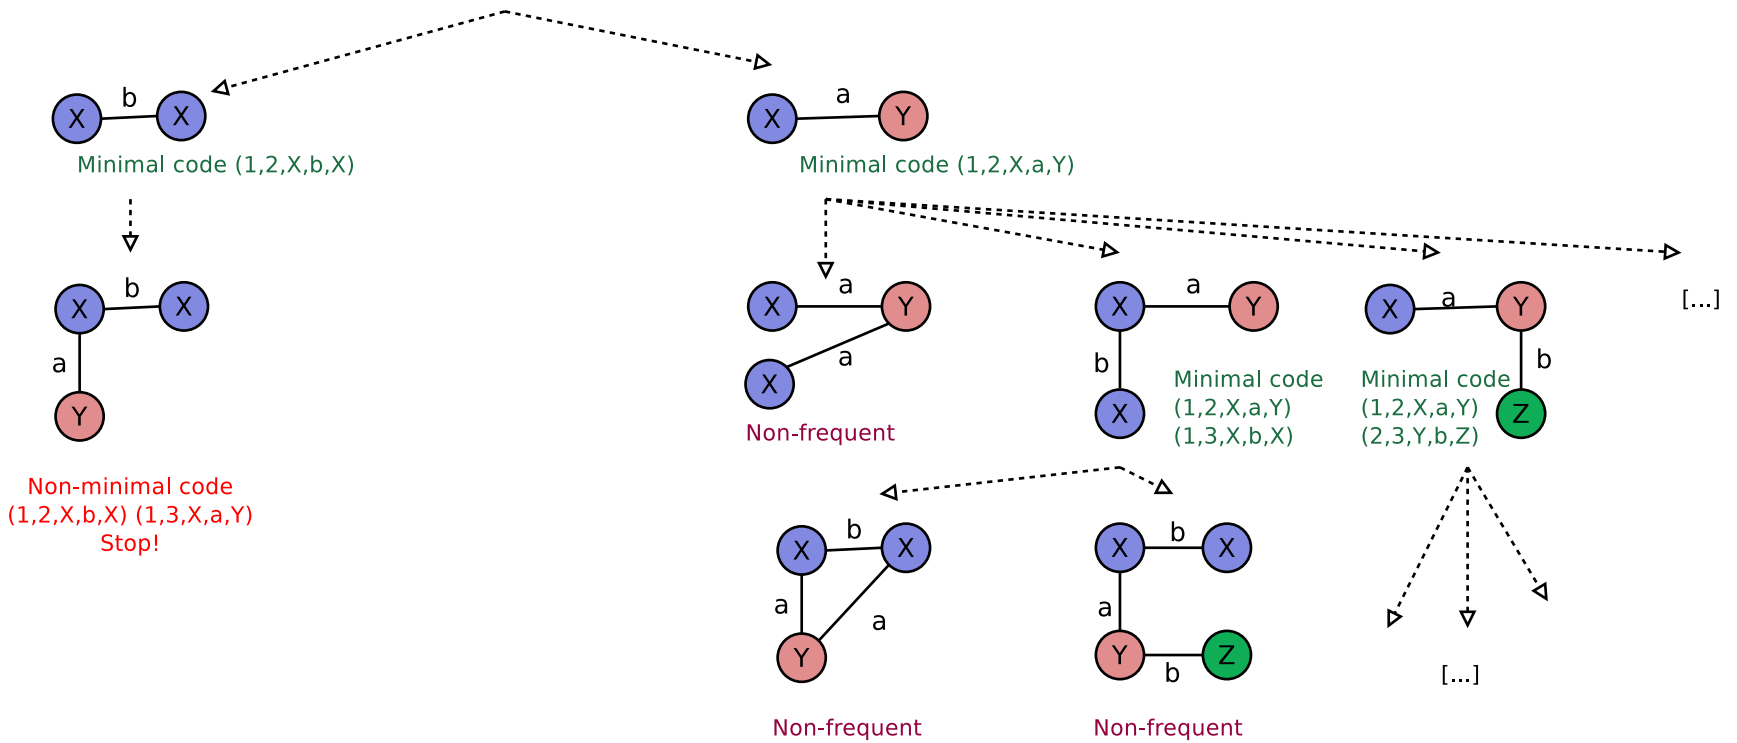 b
X
X
Minimal code (1,2,X,b,X)
a
X
Y
Minimal code (1,2,X,a,Y)
b
X
X
a
Y
Non-minimal code
(1,2,X,b,X) (1,3,X,a,Y)
Stop!
a
X
Y
a
X
Non-frequent
a
X
Y
b
X
Minimal code
(1,2,X,a,Y)
(1,3,X,b,X)
a
X
Y
b
Z
Minimal code
(1,2,X,a,Y)
(2,3,Y,b,Z)
[...]
b
X
X
a
a
Y
Non-frequent
b
X
X
a
Y
Z
b
Non-frequent
[...]